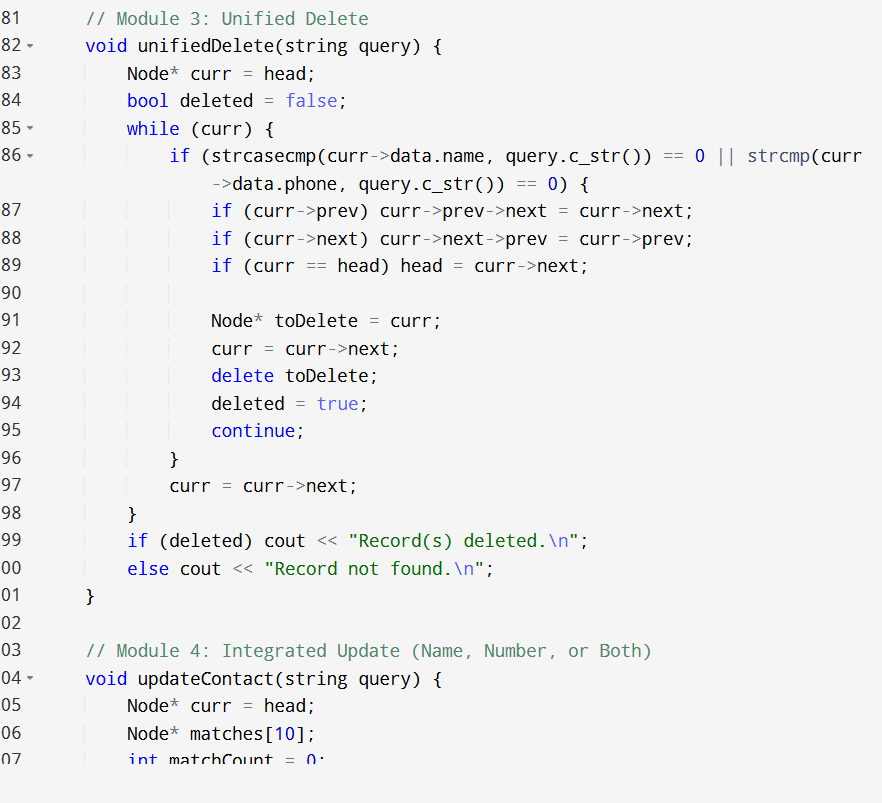 81 // Module 3: Unified Delete
82 void unifiedDelete(string query) {
83 Node* curr = head;
84 bool deleted = false;
85 while (curr) {
86 if (strcasecmp(curr->data.name, query.c_str()) == 0 || strcmp(curr
->data.phone, query.c_str()) == 0) {
87 if (curr->prev) curr->prev->next = curr->next;
88 if (curr->next) curr->next->prev = curr->prev;
89 if (curr == head) head = curr->next;
90
91 Node* toDelete = curr;
92 curr = curr->next;
93 delete toDelete;
94 deleted = true;
95 continue;
96 }
97 curr = curr->next;
98 }
99 if (deleted) cout << "Record(s) deleted.\n";
00 else cout << "Record not found.\n";
01 }
02
03 // Module 4: Integrated Update (Name, Number, or Both)
04 void updateContact(string query) {
05 Node* curr = head;
06 Node* matches[10];
07 int matchCount = 0;